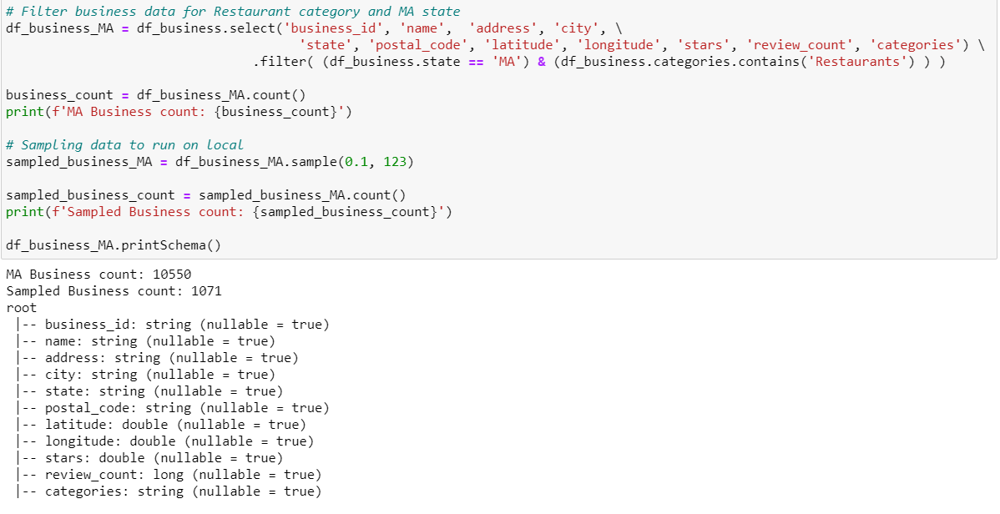 # Filter business data for Restaurant category and MA state
df_business_MA = df_business.select('business_id', 'name',  'address', 'city', \
                                      'state', 'postal_code', 'latitude', 'longitude', 'stars', 'review_count', 'categories') \
                                .filter( (df_business.state == 'MA') & (df_business.categories.contains('Restaurants') ) )

business_count = df_business_MA.count()
print(f'MA Business count: {business_count}')

# Sampling data to run on local
sampled_business_MA = df_business_MA.sample(0.1, 123)

sampled_business_count = sampled_business_MA.count()
print(f'Sampled Business count: {sampled_business_count}')

df_business_MA.printSchema()

MA Business count: 10550
Sampled Business count: 1071
root
 |-- business_id: string (nullable = true)
 |-- name: string (nullable = true)
 |-- address: string (nullable = true)
 |-- city: string (nullable = true)
 |-- state: string (nullable = true)
 |-- postal_code: string (nullable = true)
 |-- latitude: double (nullable = true)
 |-- longitude: double (nullable = true)
 |-- stars: double (nullable = true)
 |-- review_count: long (nullable = true)
 |-- categories: string (nullable = true)